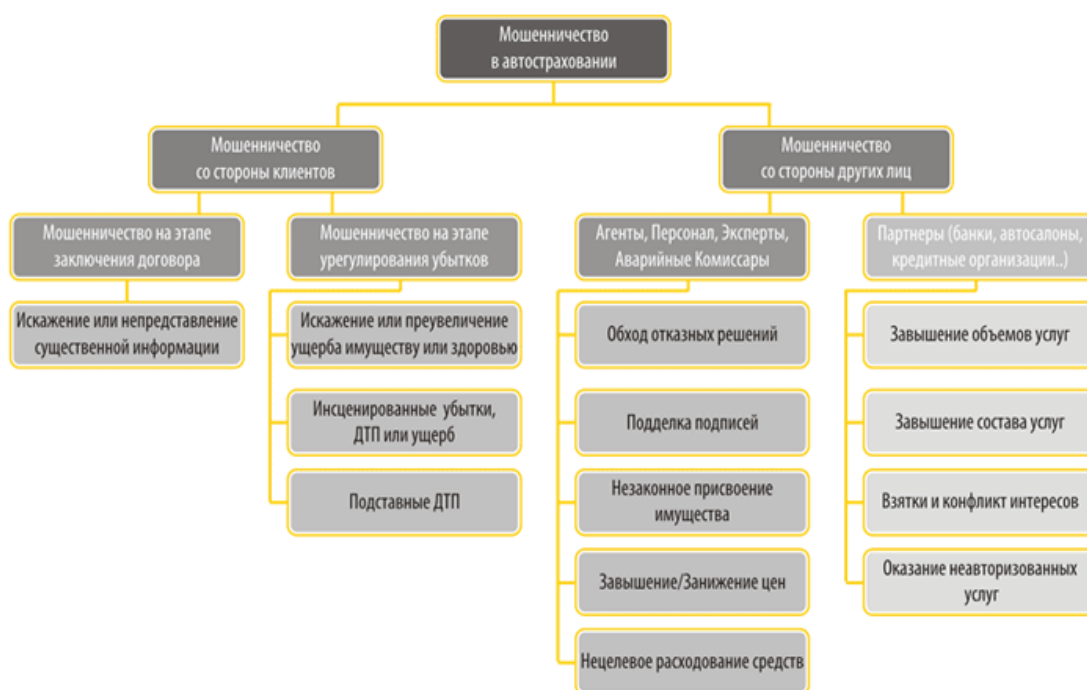 Мошенничество
в автостраховании
Мошенничество
со стороны клиентов
Мошенничество
со стороны других лиц
Мошенничество на этапе
заключения договора
Мошенничество на этапе
урегулирования убытков
Агенты, Персонал, Эксперты,
Аварийные Комиссары
Партнеры (банки, автосалоны,
кредитные организации..)
Искажение или непредставление
существенной информации
Искажение или преувеличение
ущерба имуществу или здоровью
Инсценированные убытки,
ДТП или ущерб
Подставные ДТП
Обход отказных решений
Подделка подписей
Незаконное присвоение
имущества
Завышение/Занижение цен
Нецелевое расходование средств
Завышение объемов услуг
Завышение состава услуг
Взятки и конфликт интересов
Оказание неавторизованных
услуг